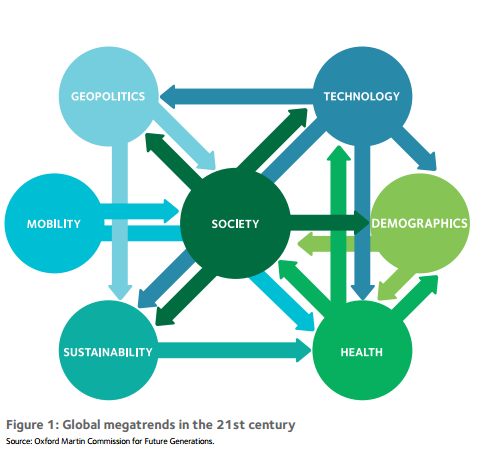 GEOPOLITICS
TECHNOLOGY
MOBILITY
SOCIETY
DEMOGRAPHICS
SUSTAINABILITY
HEALTH
Figure 1: Global megatrends in the 21st century
Source: Oxford Martin Commission for Future Generations.